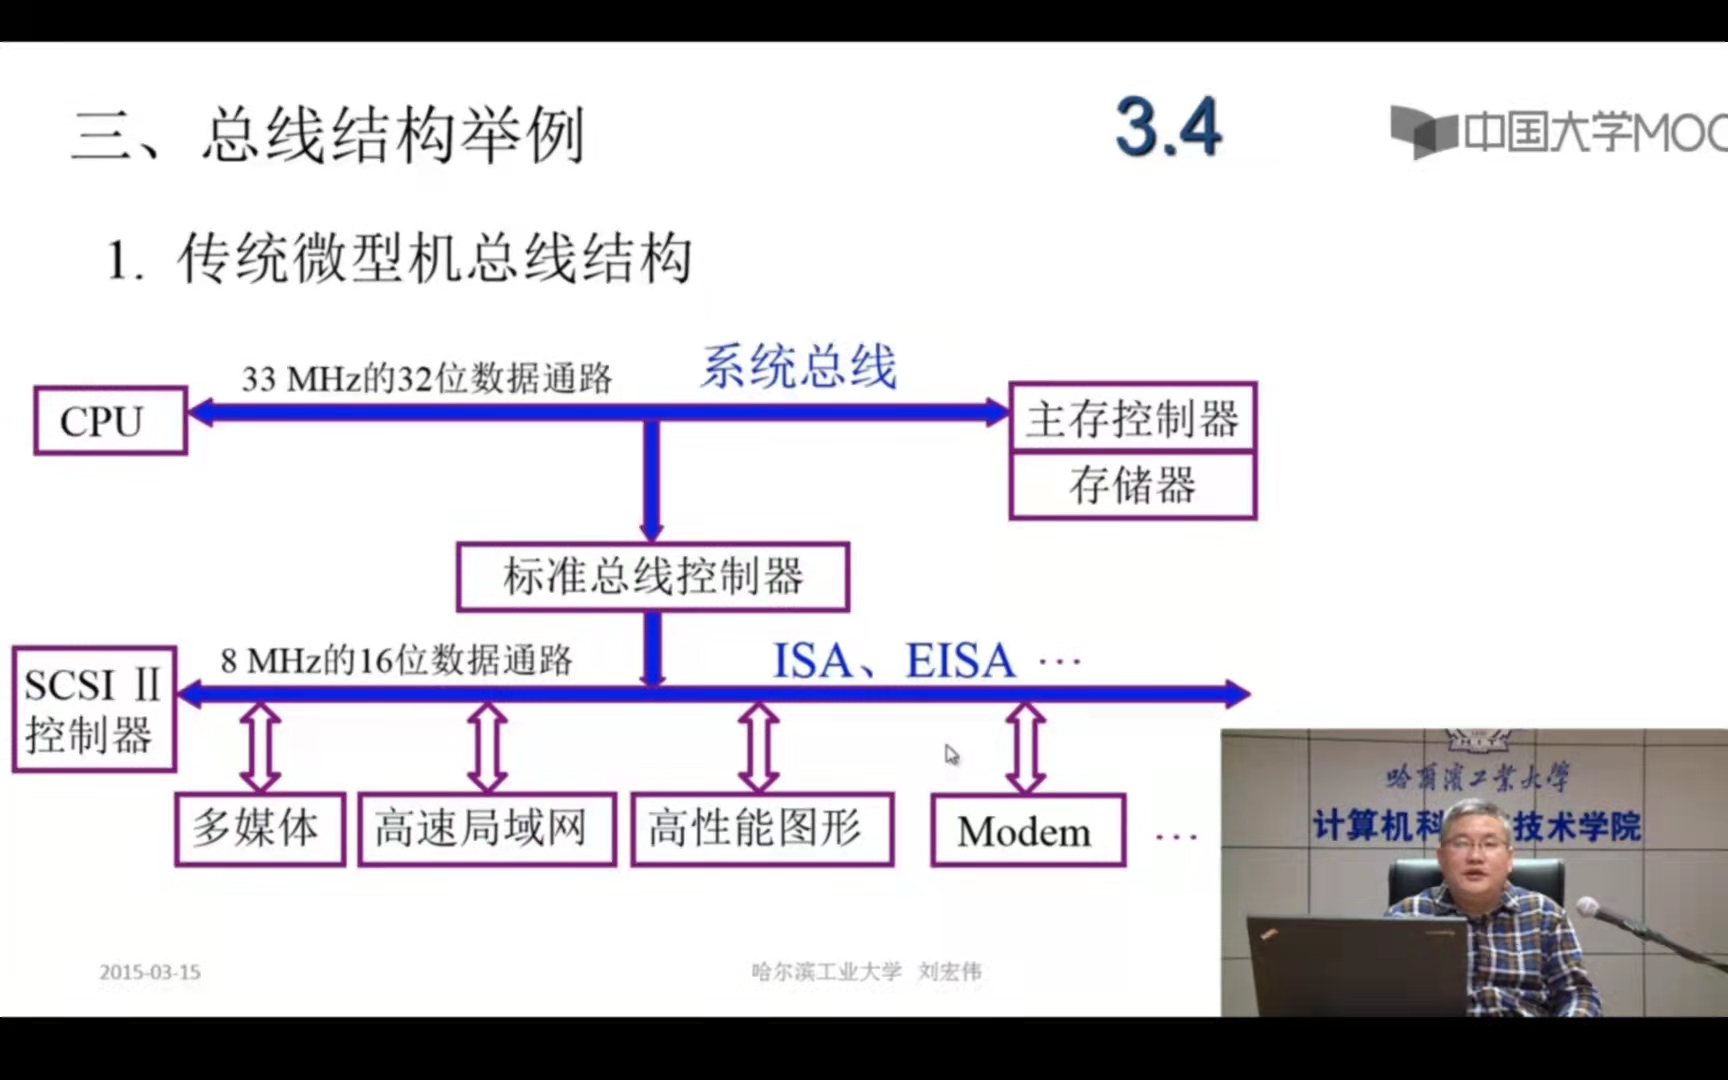 三、总线结构举例
3.4
中国大学MOO
1. 传统微型机总线结构
33 MHz的32位数据通路
系统总线
CPU
主存控制器
存储器
标准总线控制器
SCSI Ⅱ
控制器
8 MHz的16位数据通路
ISA、EISA …
多媒体
高速局域网
高性能图形
Modem
…
哈尔滨工业大学
计算机科 技术学院
2015-03-15
哈尔滨工业大学 刘宏伟